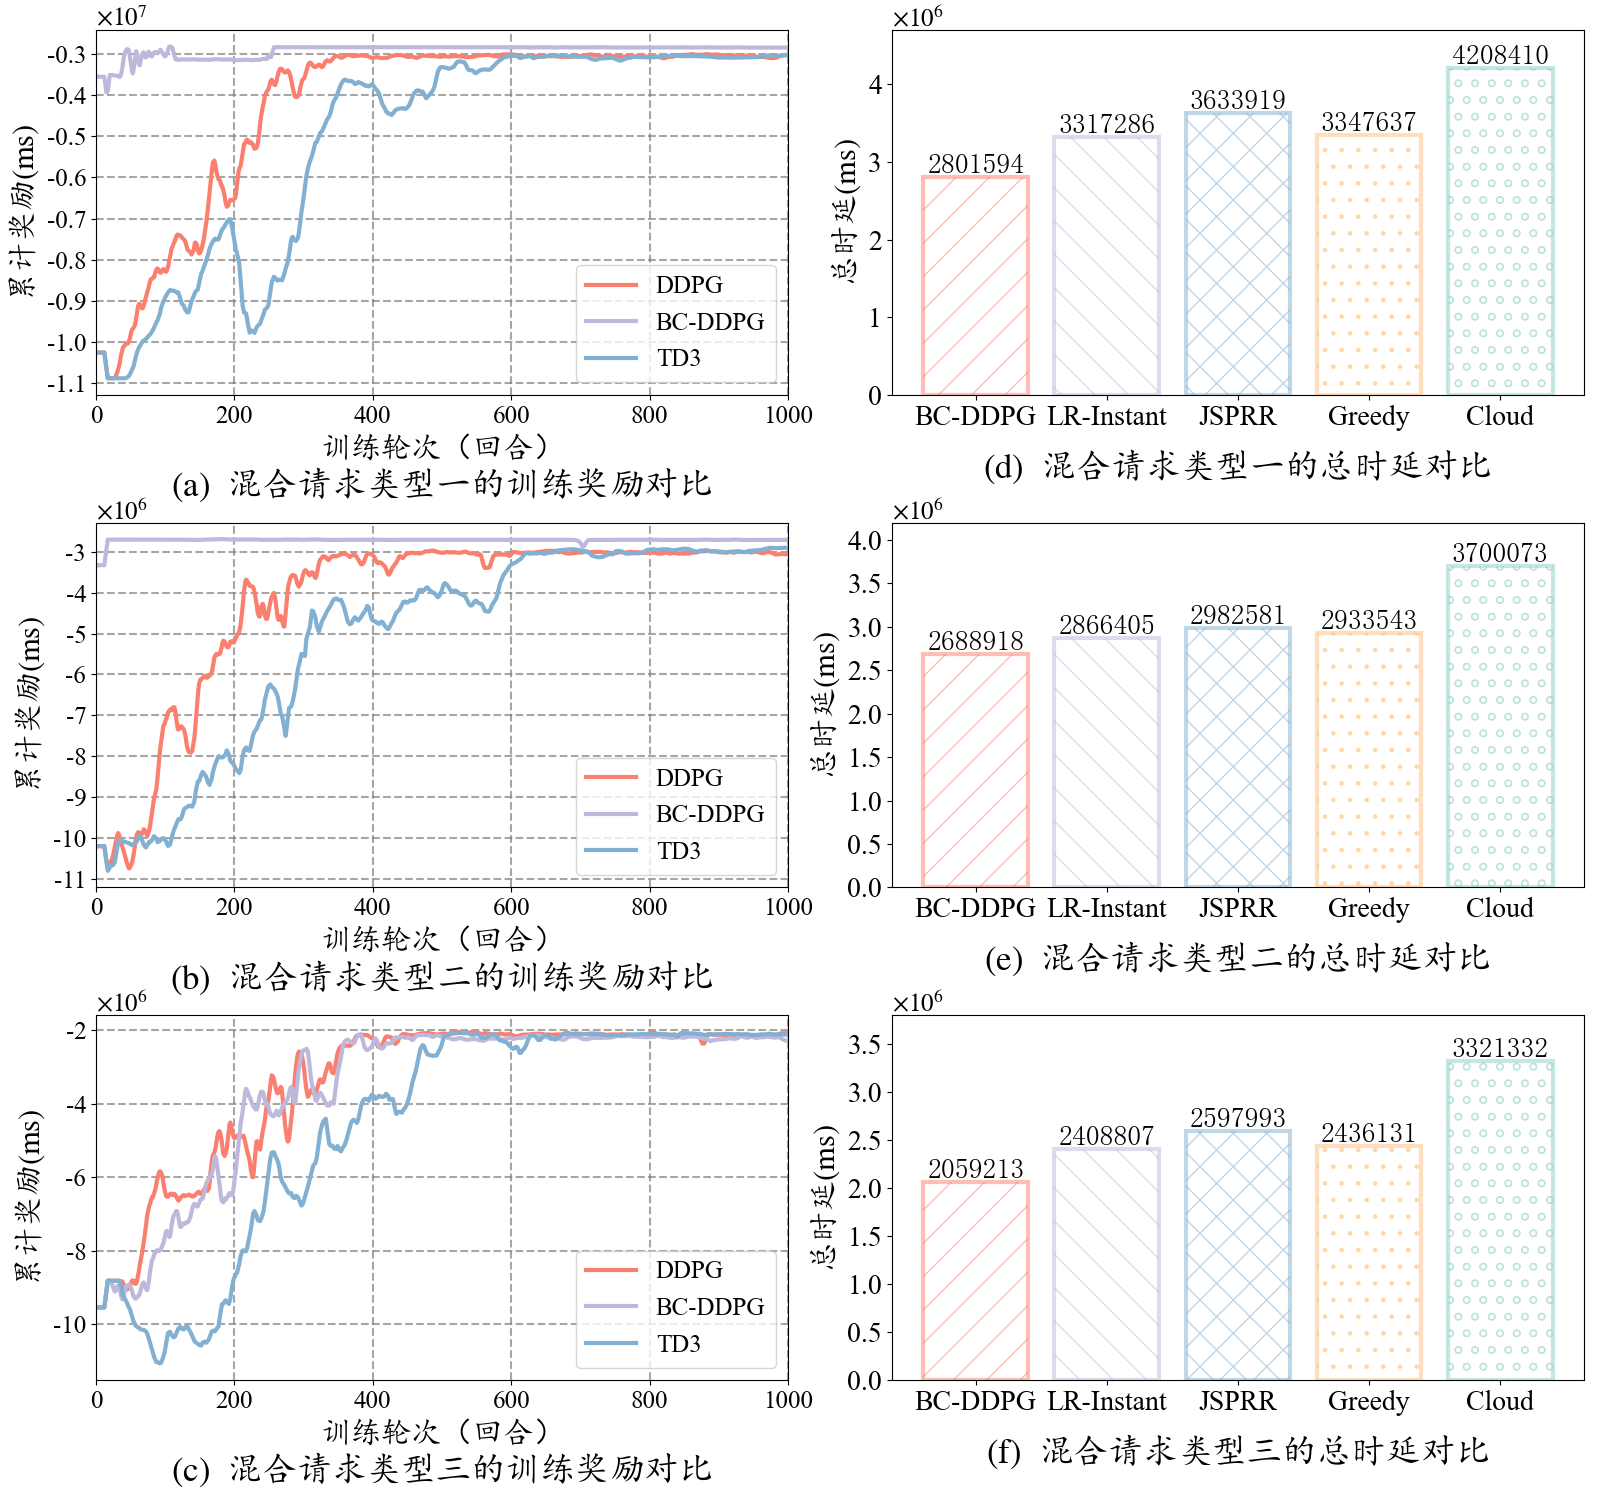 ×10⁷
-0.3
-0.4
-0.5
-0.6
-0.7
-0.8
-0.9
-1.0
-1.1
累计奖励(ms)
DDPG
BC-DDPG
TD3
0 200 400 600 800 1000
训练轮次（回合）
(a) 混合请求类型一的训练奖励对比
×10⁶
4
3
2
1
0
总时延(ms)
2801594
3317286
3633919
3347637
4208410
BC-DDPG LR-Instant JSPRR Greedy Cloud
(d) 混合请求类型一的总时延对比
×10⁶
-3
-4
-5
-6
-7
-8
-9
-10
-11
累计奖励(ms)
DDPG
BC-DDPG
TD3
0 200 400 600 800 1000
训练轮次（回合）
(b) 混合请求类型二的训练奖励对比
×10⁶
4.0
3.5
3.0
2.5
2.0
1.5
1.0
0.5
0.0
总时延(ms)
2688918
2866405
2982581
2933543
3700073
BC-DDPG LR-Instant JSPRR Greedy Cloud
(e) 混合请求类型二的总时延对比
×10⁶
-2
-4
-6
-8
-10
累计奖励(ms)
DDPG
BC-DDPG
TD3
0 200 400 600 800 1000
训练轮次（回合）
(c) 混合请求类型三的训练奖励对比
×10⁶
3.5
3.0
2.5
2.0
1.5
1.0
0.5
0.0
总时延(ms)
2059213
2408807
2597993
2436131
3321332
BC-DDPG LR-Instant JSPRR Greedy Cloud
(f) 混合请求类型三的总时延对比